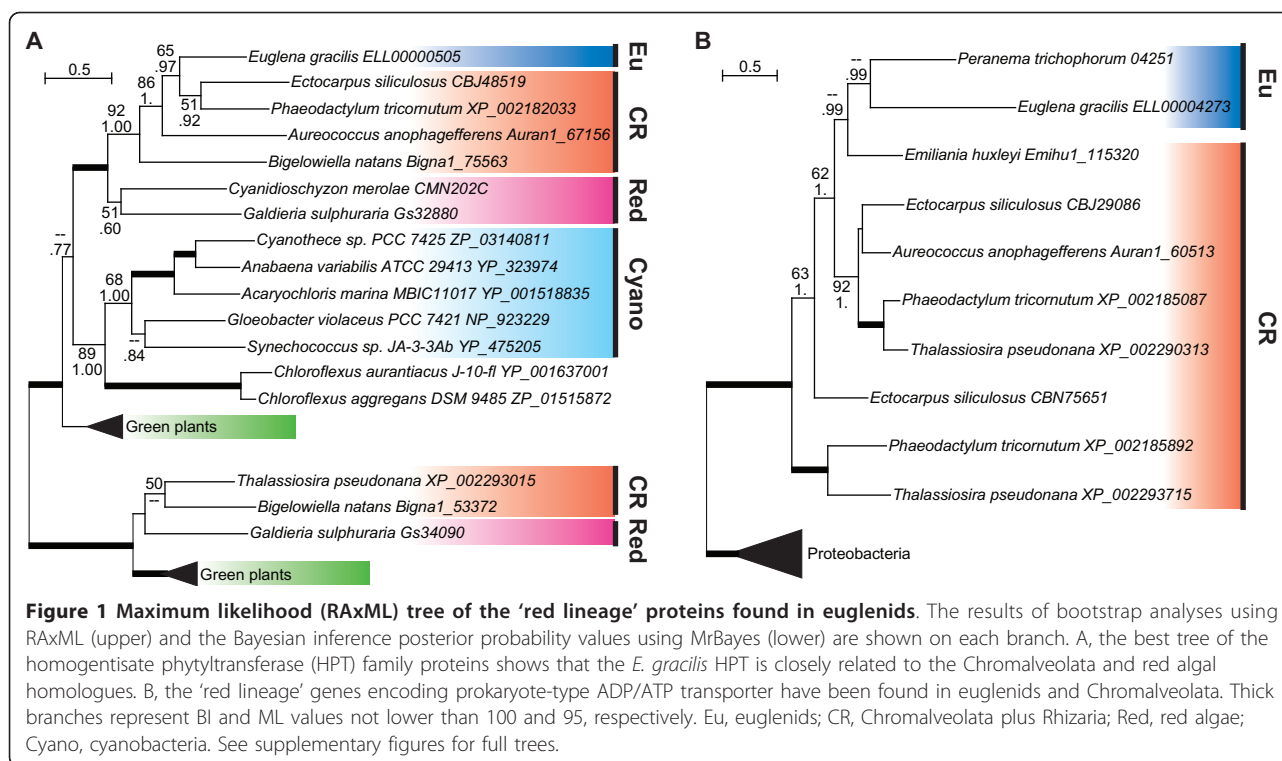 A
0.5
65
.97
Euglena gracilis ELL00000505
Eu
86
1.
Ectocarpus siliculosus CBJ48519
51
.92
Phaeodactylum tricornutum XP_002182033
CR
92
1.00
Aureococcus anophagefferens Auran1_67156
Bigelowiella natans Bigna1_75563
Cyanidioschyzon merolae CMN202C
Red
51
.60
Galdieria sulphuraria Gs32880
--
.77
Cyanothece sp. PCC 7425 ZP_03140811
Cyano
Anabaena variabilis ATCC 29413 YP_323974
68
1.00
Acaryochloris marina MBIC11017 YP_001518835
Gloeobacter violaceus PCC 7421 NP_923229
--
.84
Synechococcus sp. JA-3-3Ab YP_475205
89
1.00
Chloroflexus aurantiacus J-10-fl YP_001637001
Chloroflexus aggregans DSM 9485 ZP_01515872
Green plants
Thalassiosira pseudonana XP_002293015
CR
50
--
Bigelowiella natans Bigna1_53372
Galdieria sulphuraria Gs34090
Red
Green plants
B
0.5
Peranema trichophorum 04251
Eu
--
.99
Euglena gracilis ELL00004273
--
.99
Emiliania huxleyi Emihu1_115320
CR
62
1.
Ectocarpus siliculosus CBJ29086
Aureococcus anophagefferens Auran1_60513
63
1.
92
1.
Phaeodactylum tricornutum XP_002185087
Thalassiosira pseudonana XP_002290313
Ectocarpus siliculosus CBN75651
Phaeodactylum tricornutum XP_002185892
Thalassiosira pseudonana XP_002293715
Proteobacteria
Figure 1 Maximum likelihood (RAxML) tree of the ‘red lineage’ proteins found in euglenids. The results of bootstrap analyses using
RAxML (upper) and the Bayesian inference posterior probability values using MrBayes (lower) are shown on each branch. A, the best tree of the
homogentisate phytyltransferase (HPT) family proteins shows that the E. gracilis HPT is closely related to the Chromalveolata and red algal
homologues. B, the ‘red lineage’ genes encoding prokaryote-type ADP/ATP transporter have been found in euglenids and Chromalveolata. Thick
branches represent BI and ML values not lower than 100 and 95, respectively. Eu, euglenids; CR, Chromalveolata plus Rhizaria; Red, red algae;
Cyano, cyanobacteria. See supplementary figures for full trees.